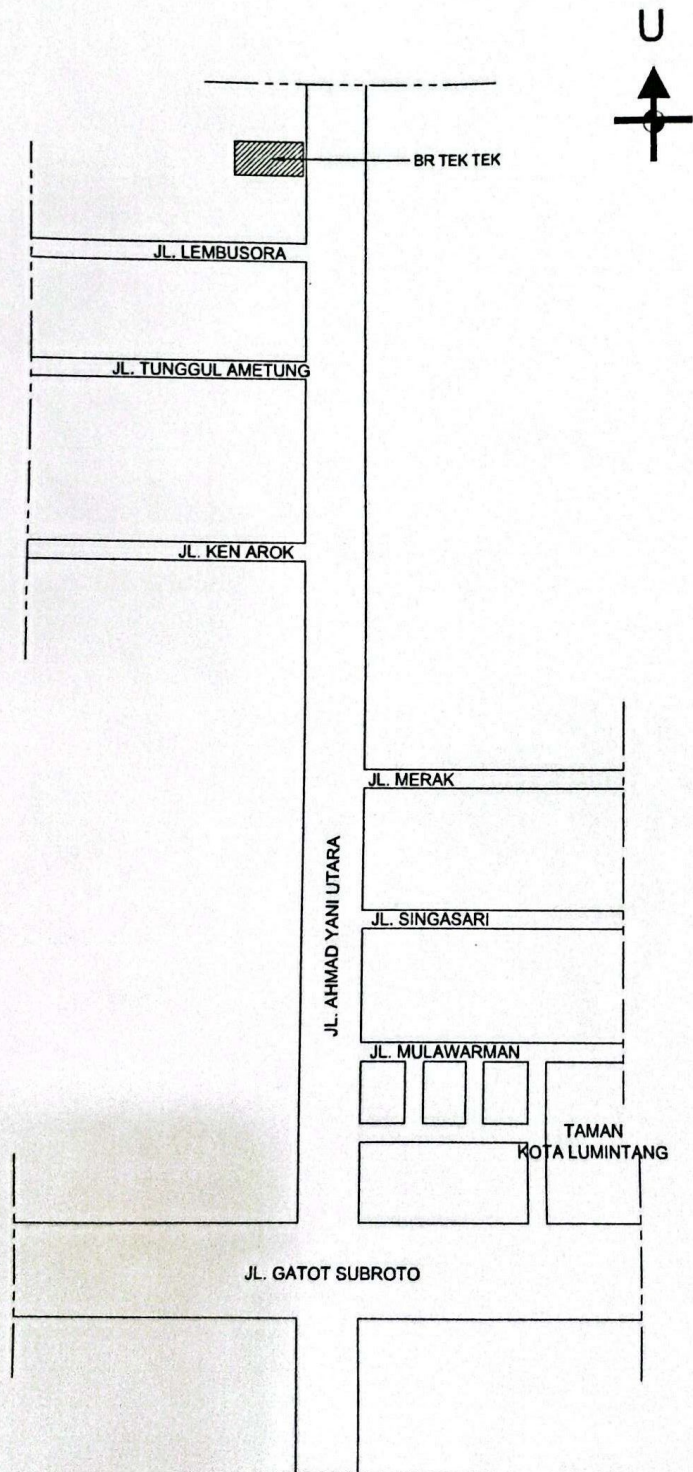 U
BR TEK TEK
JL. LEMBUSORA
JL. TUNGGUL AMETUNG
JL. KEN AROK
JL. MERAK
JL. AHMAD YANI UTARA
JL. SINGASARI
JL. MULAWARMAN
TAMAN
KOTA LUMINTANG
JL. GATOT SUBROTO